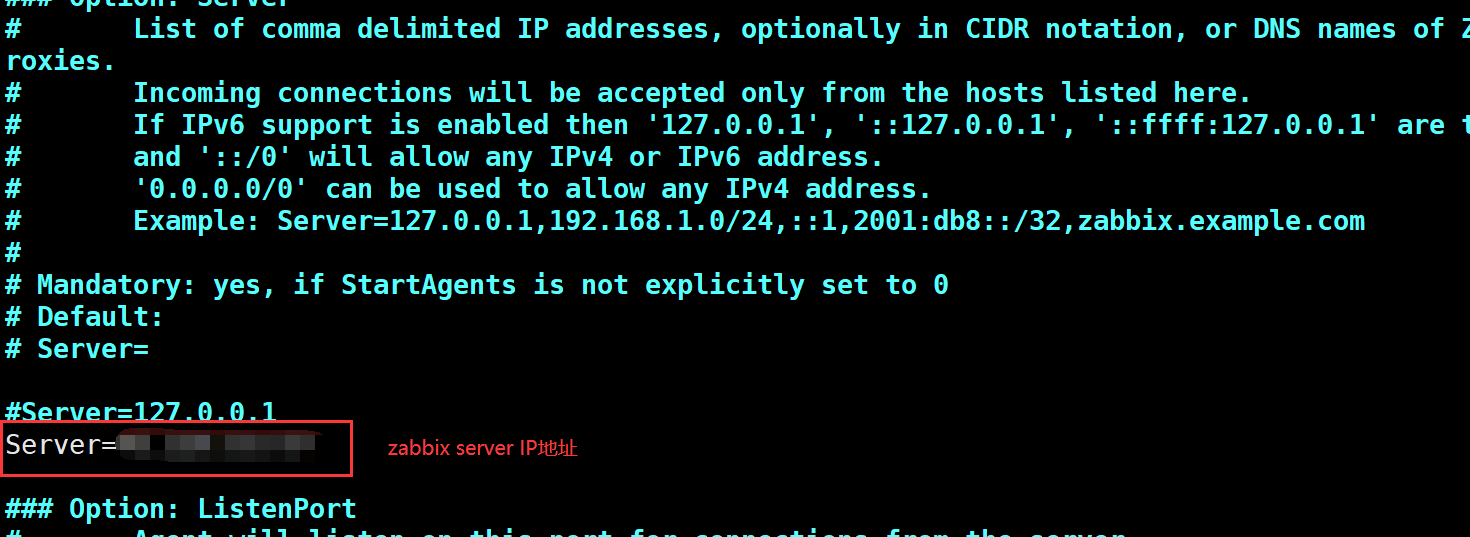 ### Option: Server
# List of comma delimited IP addresses, optionally in CIDR notation, or DNS names of Z
roxies.
# Incoming connections will be accepted only from the hosts listed here.
# If IPv6 support is enabled then '127.0.0.1', '::127.0.0.1', '::ffff:127.0.0.1' are t
# and '::/0' will allow any IPv4 or IPv6 address.
# '0.0.0.0/0' can be used to allow any IPv4 address.
# Example: Server=127.0.0.1,192.168.1.0/24,::1,2001:db8::/32,zabbix.example.com
#
# Mandatory: yes, if StartAgents is not explicitly set to 0
# Default:
# Server=
#Server=127.0.0.1
Server=
zabbix server IP地址
### Option: ListenPort
# Agent will listen on this port for connections from the server.